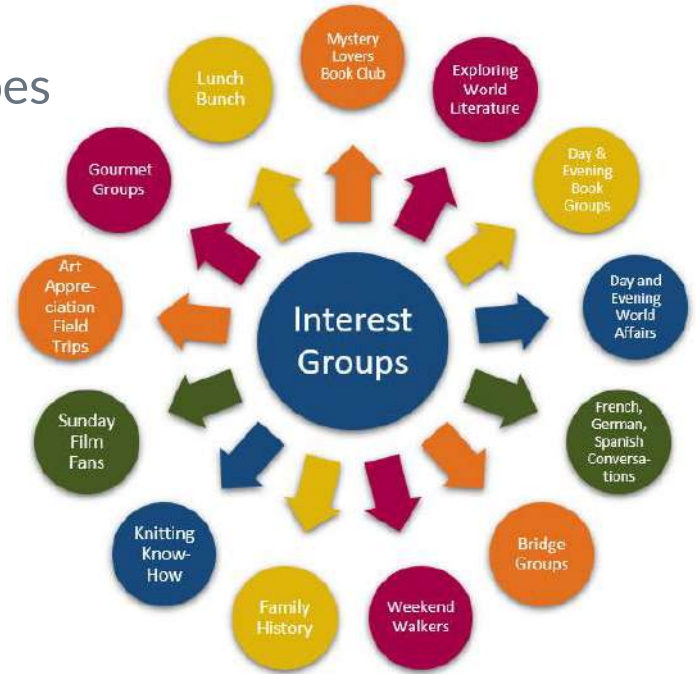 oes
Mystery
Lovers
Book Club
Exploring
World
Literature
Day &
Evening
Book
Groups
Day and
Evening
World
Affairs
French,
German,
Spanish
Conversa-
tions
Bridge
Groups
Weekend
Walkers
Family
History
Knitting
Know-
How
Sunday
Film
Fans
Art
Appre-
ciation
Field
Trips
Gourmet
Groups
Lunch
Bunch
Interest
Groups